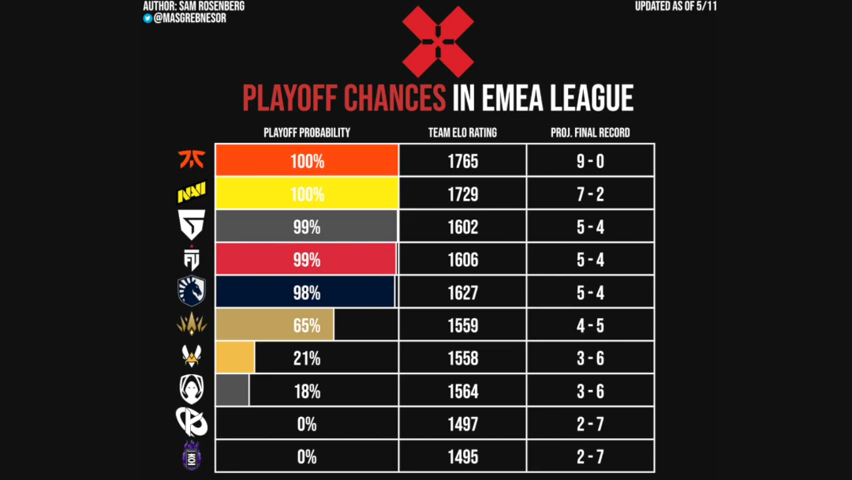 AUTHOR: SAM ROSENBERG
@MASGREBNESOR
UPDATED AS OF 5/11
PLAYOFF CHANCES IN EMEA LEAGUE
PLAYOFF PROBABILITY TEAM ELO RATING PROJ. FINAL RECORD
100% 1765 9 - 0
NAVI 100% 1729 7 - 2
99% 1602 5 - 4
FUT 99% 1606 5 - 4
98% 1627 5 - 4
65% 1559 4 - 5
21% 1558 3 - 6
18% 1564 3 - 6
0% 1497 2 - 7
KOI 0% 1495 2 - 7